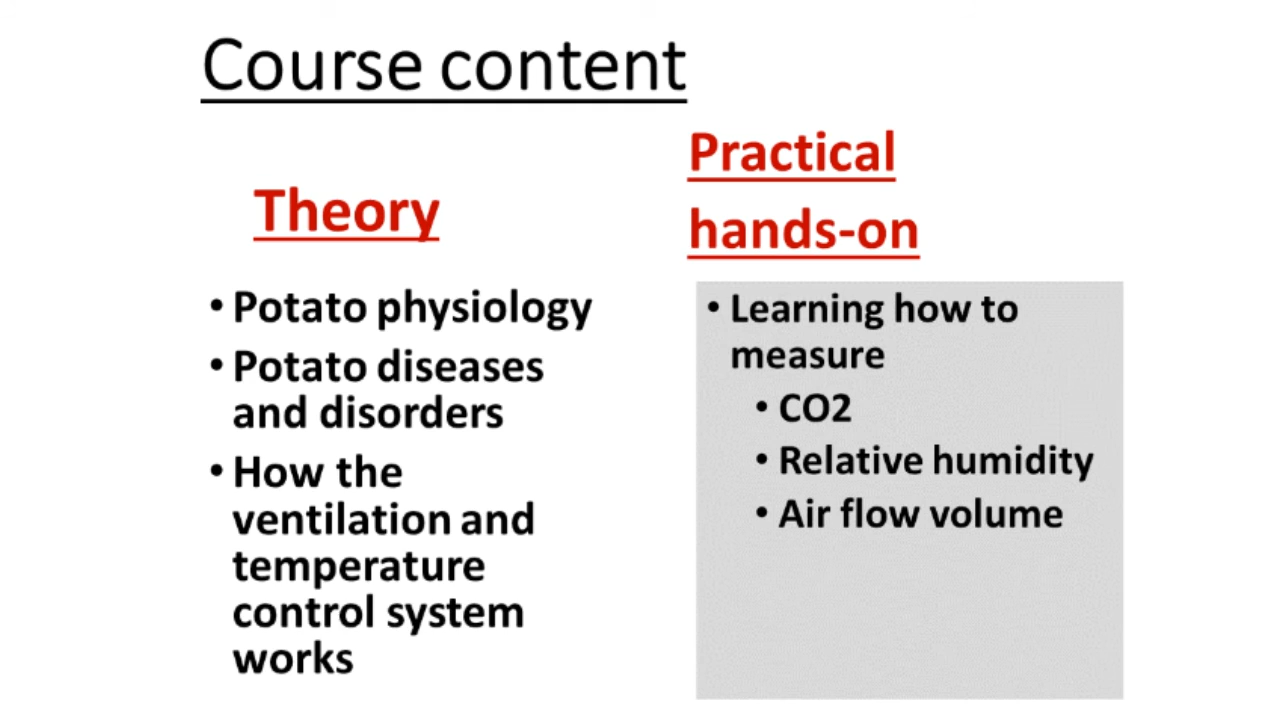 Course content
Theory
• Potato physiology
• Potato diseases
and disorders
• How the
ventilation and
temperature
control system
works
Practical
hands-on
• Learning how to
measure
• CO2
• Relative humidity
• Air flow volume